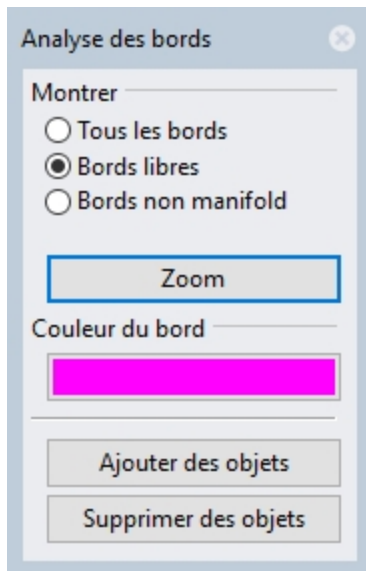 Analyse des bords
Montrer
Tous les bords
Bords libres
Bords non manifold
Zoom
Couleur du bord
Ajouter des objets
Supprimer des objets